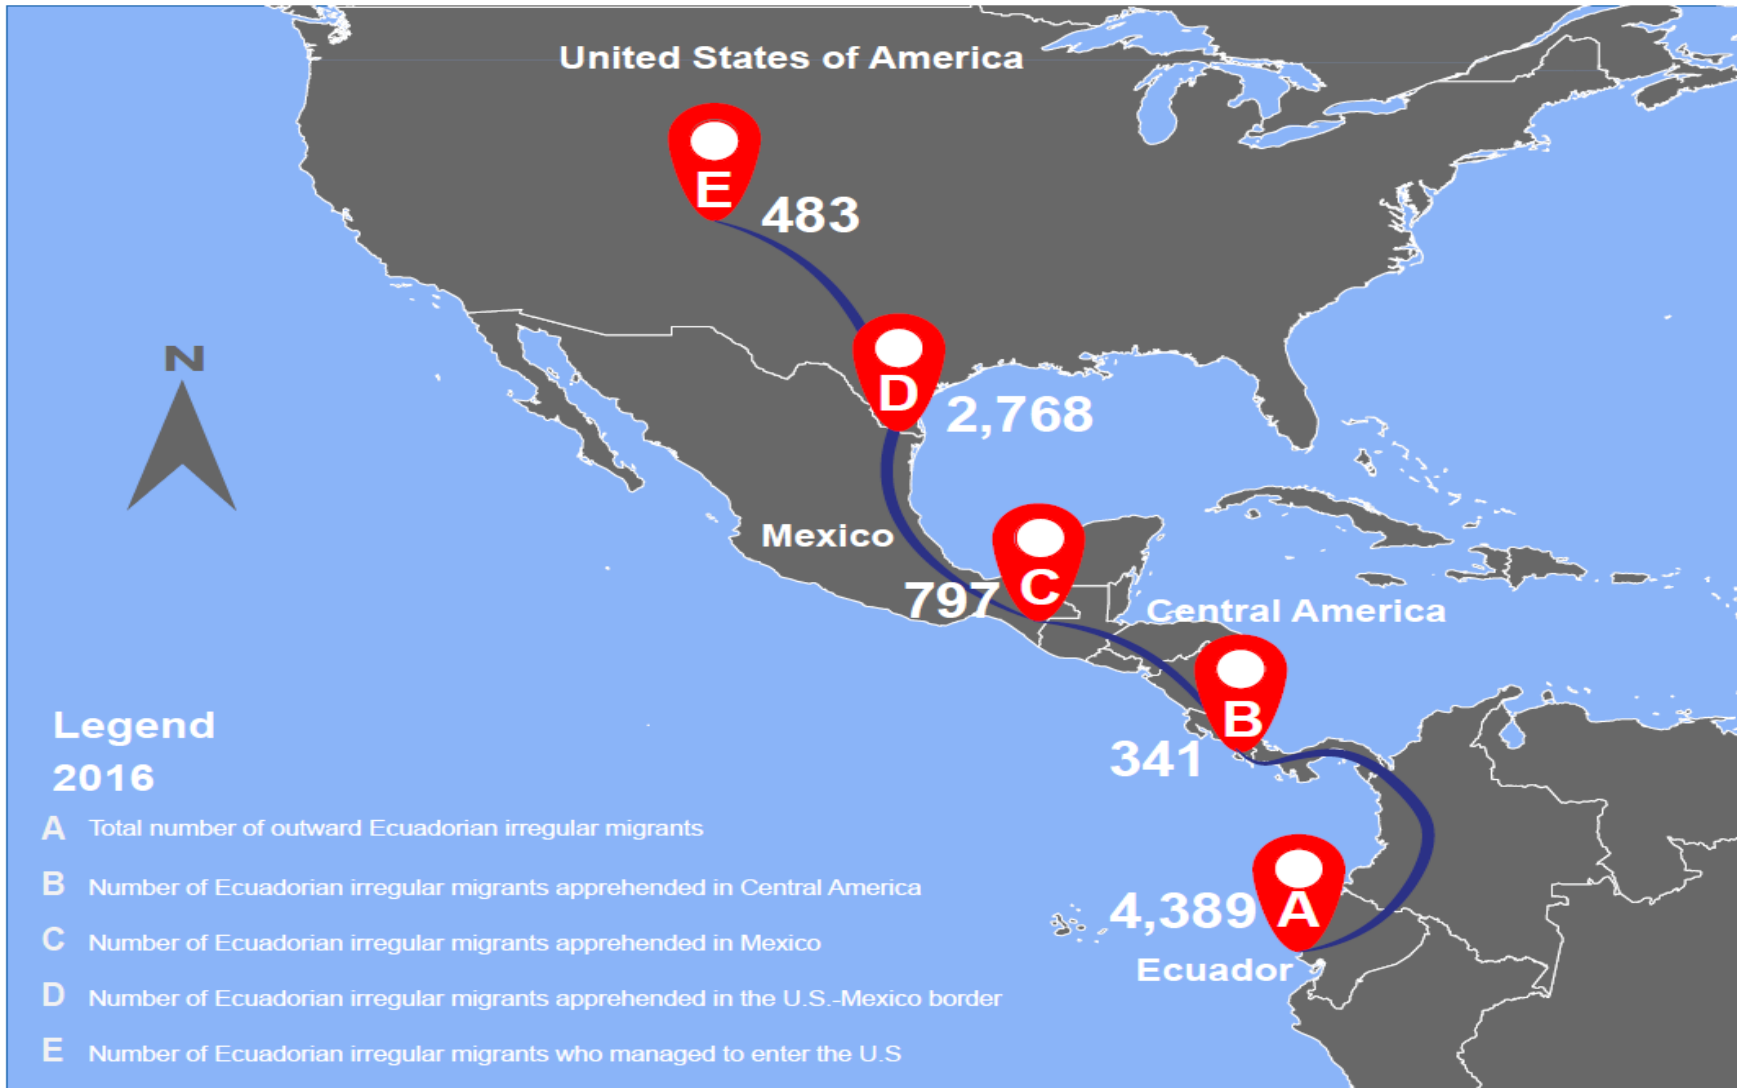 United States of America
E
483
N
D
2,768
Mexico
C
797
Central America
B
341
A
4,389
Ecuador
Legend
2016
A Total number of outward Ecuadorian irregular migrants
B Number of Ecuadorian irregular migrants apprehended in Central America
C Number of Ecuadorian irregular migrants apprehended in Mexico
D Number of Ecuadorian irregular migrants apprehended in the U.S.-Mexico border
E Number of Ecuadorian irregular migrants who managed to enter the U.S